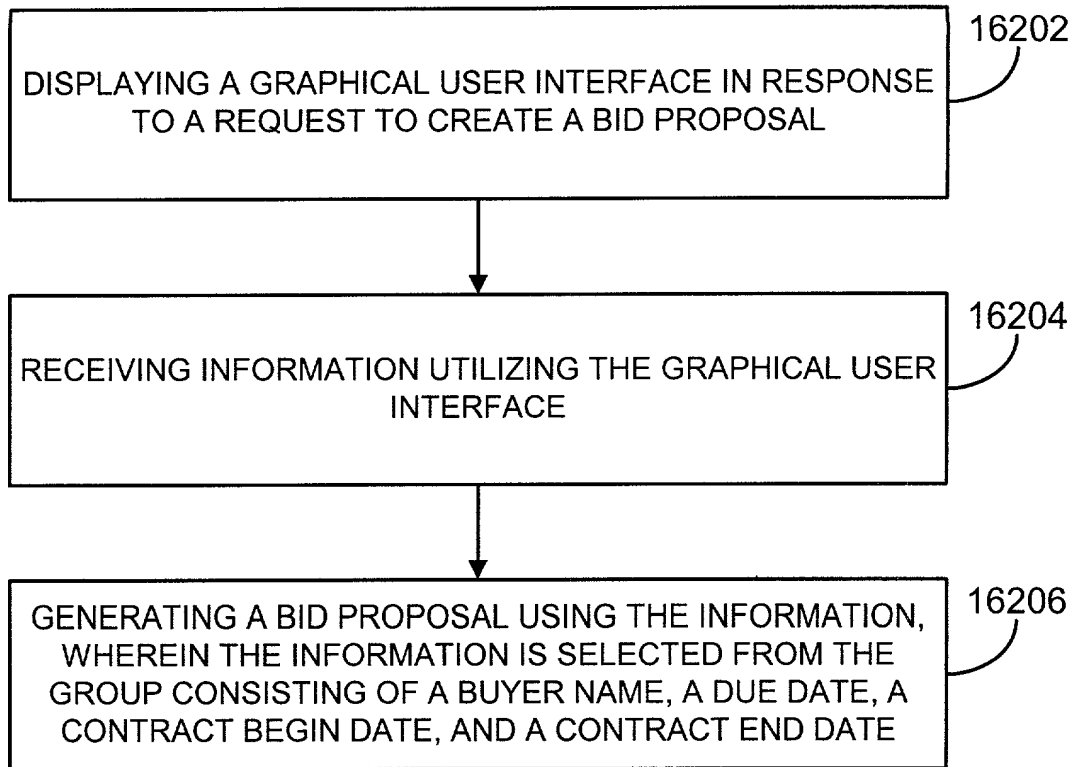 16202
DISPLAYING A GRAPHICAL USER INTERFACE IN RESPONSE
TO A REQUEST TO CREATE A BID PROPOSAL
16204
RECEIVING INFORMATION UTILIZING THE GRAPHICAL USER
INTERFACE
16206
GENERATING A BID PROPOSAL USING THE INFORMATION,
WHEREIN THE INFORMATION IS SELECTED FROM THE
GROUP CONSISTING OF A BUYER NAME, A DUE DATE, A
CONTRACT BEGIN DATE, AND A CONTRACT END DATE